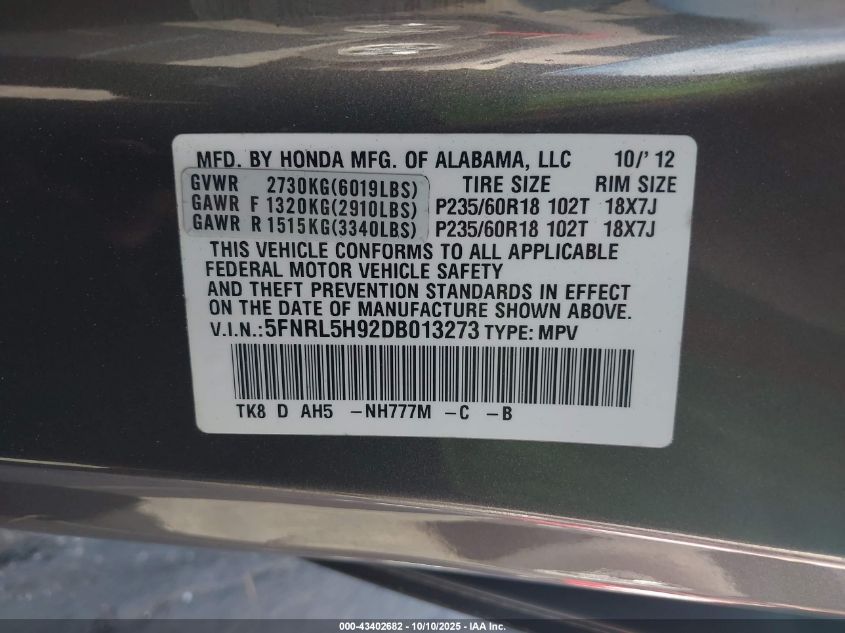 MFD. BY HONDA MFG. OF ALABAMA, LLC 10/' 12
GVWR 2730KG(6019LBS) TIRE SIZE RIM SIZE
GAWR F 1320KG(2910LBS) P235/60R18 102T 18X7J
GAWR R 1515KG(3340LBS) P235/60R18 102T 18X7J
THIS VEHICLE CONFORMS TO ALL APPLICABLE
FEDERAL MOTOR VEHICLE SAFETY
AND THEFT PREVENTION STANDARDS IN EFFECT
ON THE DATE OF MANUFACTURE SHOWN ABOVE.
V.I.N.:5FNRL5H92DB013273 TYPE: MPV
TK8 D AH5 -NH777M -C -B
000-43402682 - 10/10/2025 - IAA Inc.